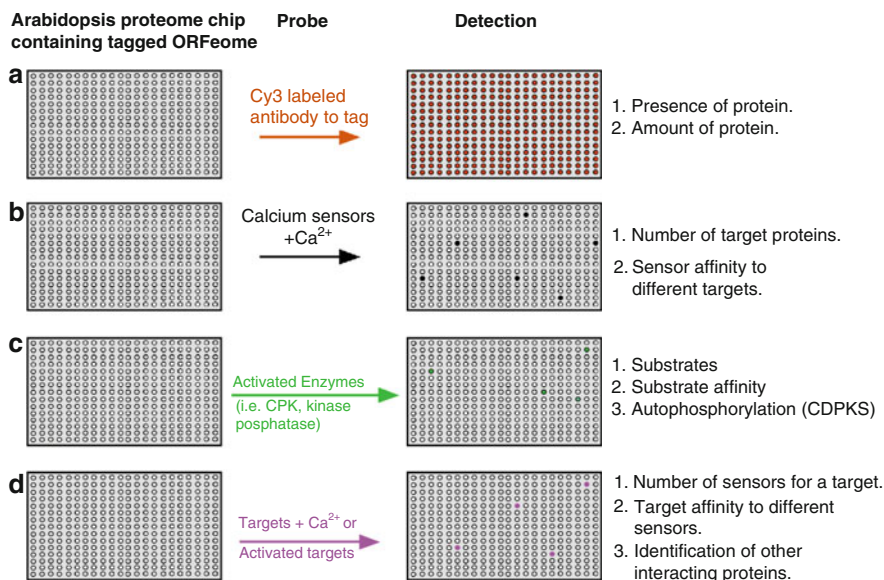 Arabidopsis proteome chip
containing tagged ORFeome
Probe
Detection
a
Cy3 labeled
antibody to tag
1. Presence of protein.
2. Amount of protein.
b
Calcium sensors
+Ca2+
1. Number of target proteins.
2. Sensor affinity to
different targets.
c
Activated Enzymes
(i.e. CPK, kinase
posphatase)
1. Substrates
2. Substrate affinity
3. Autophosphorylation (CDPKS)
d
Targets + Ca2+ or
Activated targets
1. Number of sensors for a target.
2. Target affinity to different
sensors.
3. Identification of other
interacting proteins.